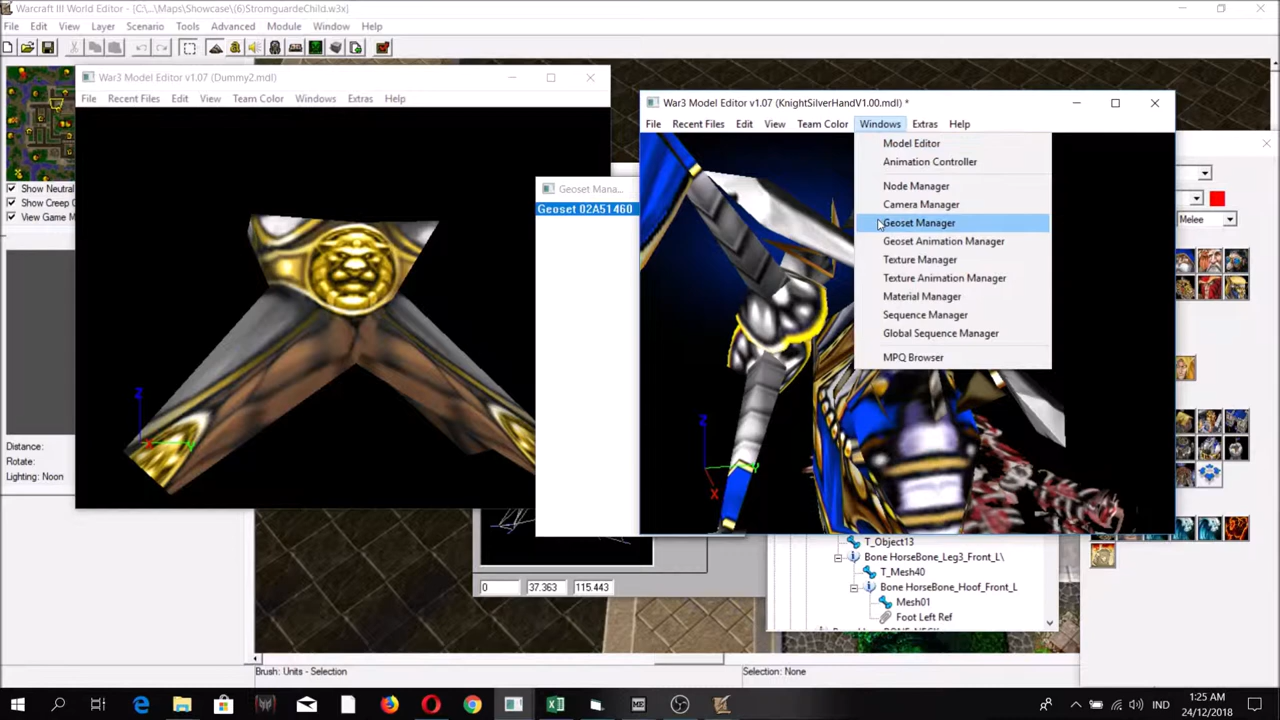 Warcraft III World Editor - [C:\...\Maps\Showcase\(6)StromguardeChild.w3x]
File Edit View Layer Scenario Tools Advanced Module Window Help
War3 Model Editor v1.07 (Dummy2.mdl)
File Recent Files Edit View Team Color Windows Extras Help
War3 Model Editor v1.07 (KnightSilverHandV1.00.mdl) *
File Recent Files Edit View Team Color Windows Extras Help
Model Editor
Animation Controller
Node Manager
Camera Manager
Geoset Manager
Geoset Animation Manager
Texture Manager
Texture Animation Manager
Material Manager
Sequence Manager
Global Sequence Manager
MPQ Browser
Geoset Mana...
Geoset 02A51460
Show Neutral
Show Creep C
View Game M
Melee
Z
X
Z
X
Distance:
Rotate:
Lighting: Noon
0 37.363 115.443
T_Object13
Bone HorseBone_Leg3_Front_L\
T_Mesh40
Bone HorseBone_Hoof_Front_L
Mesh01
Foot Left Ref
Brush: Units - Selection
Selection: None
ME
IND
1:25 AM
24/12/2018